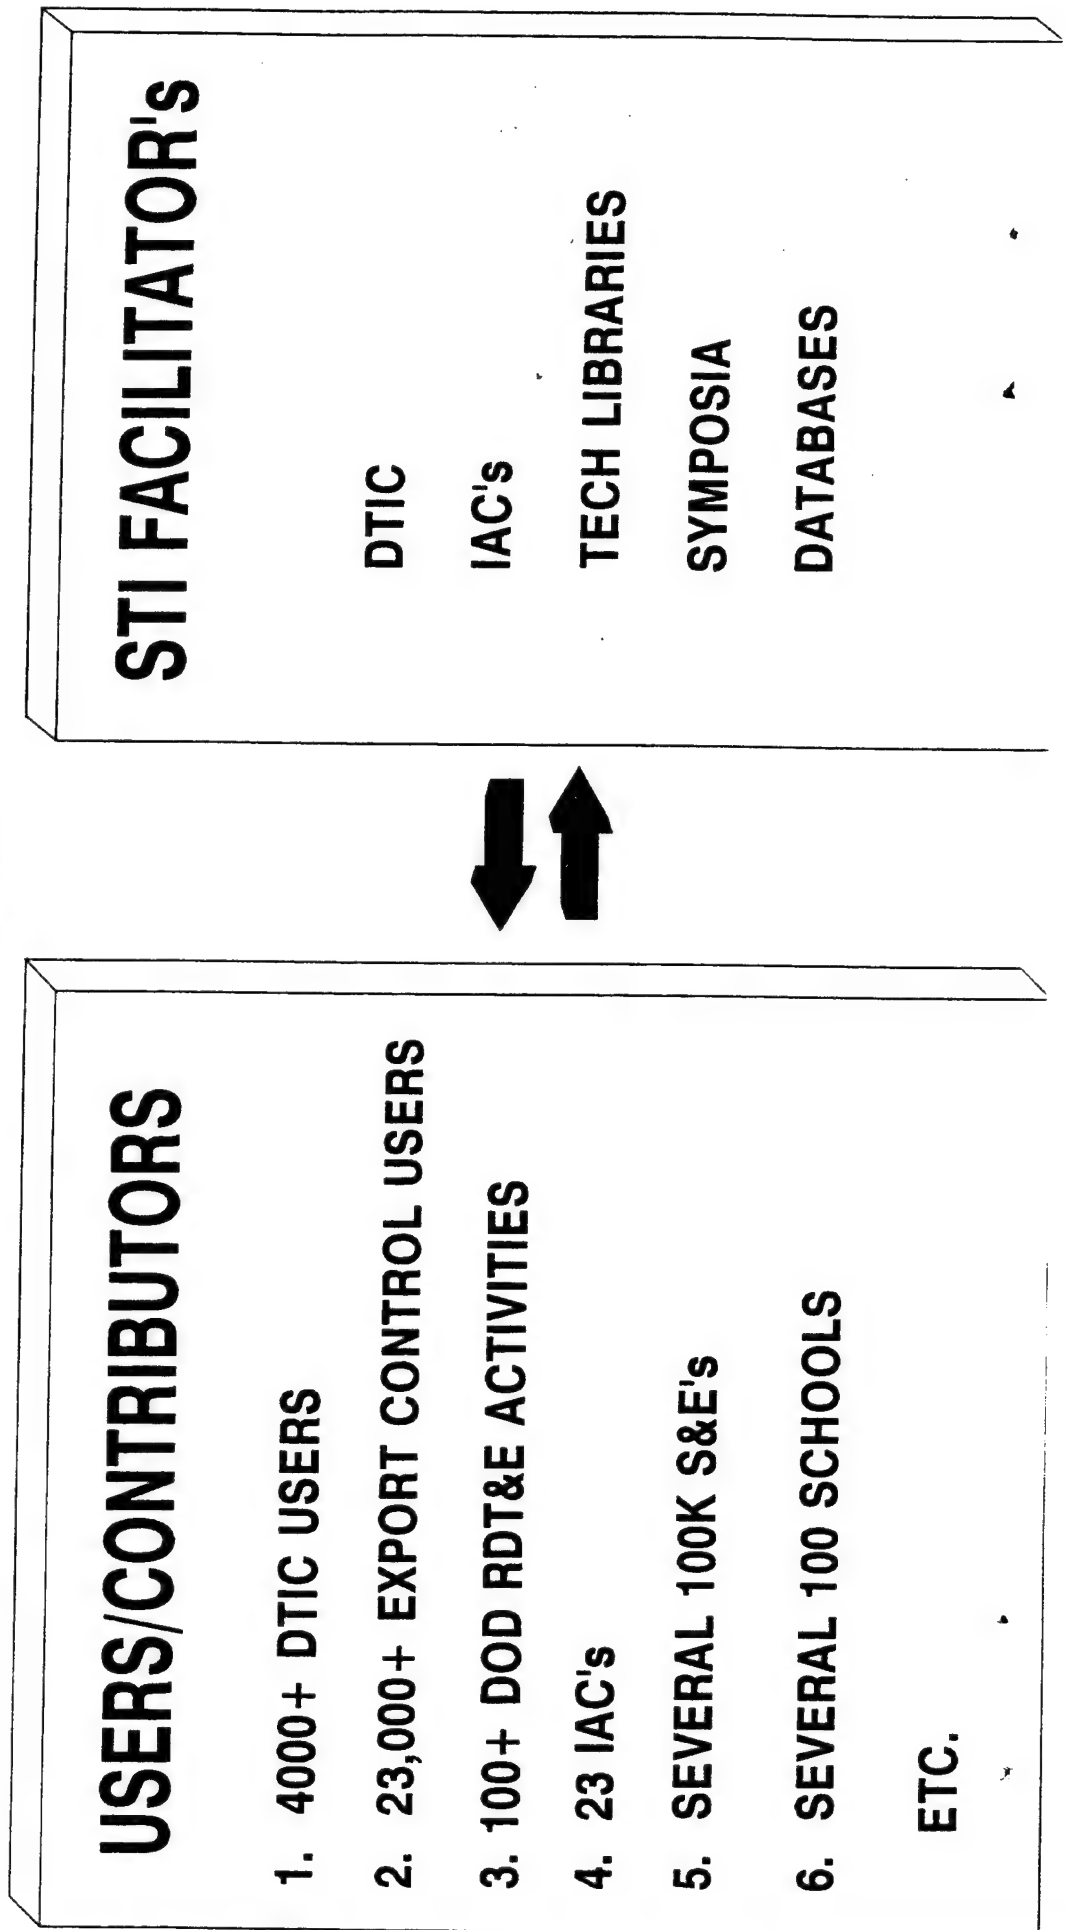 USERS/CONTRIBUTORS
1. 4000+ DTIC USERS
2. 23,000+ EXPORT CONTROL USERS
3. 100+ DOD RDT&E ACTIVITIES
4. 23 IAC's
5. SEVERAL 100K S&E's
6. SEVERAL 100 SCHOOLS
ETC.
STI FACILITATOR's
DTIC
IAC's
TECH LIBRARIES
SYMPOSIA
DATABASES